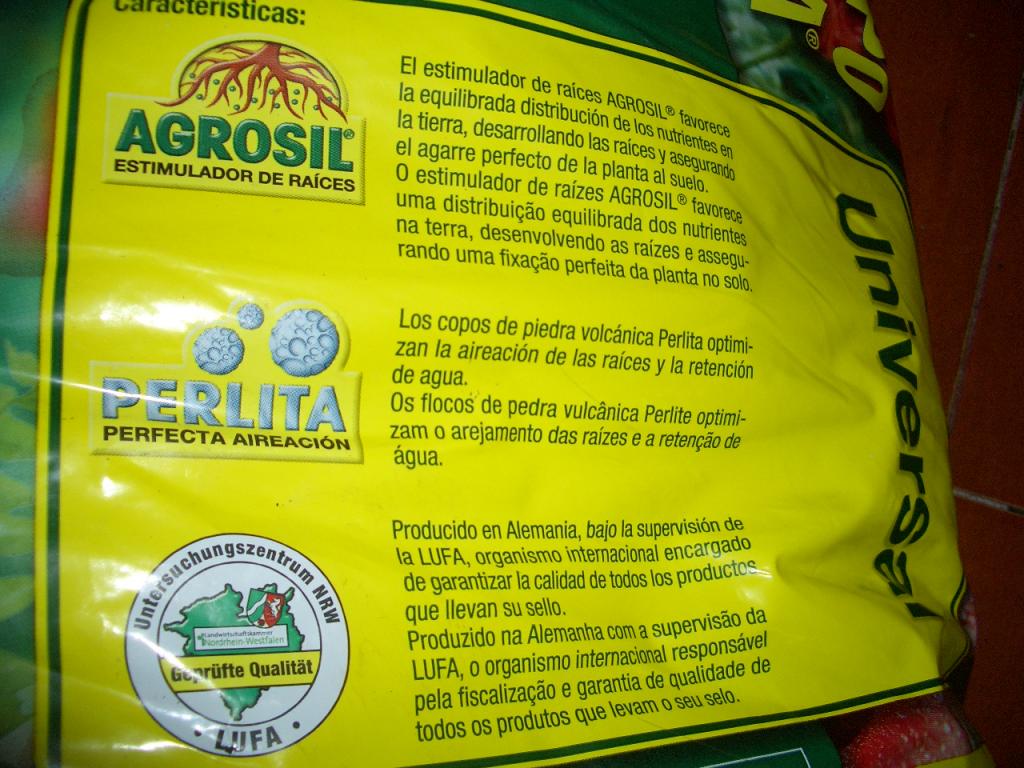 Características:
AGROSIL®
ESTIMULADOR DE RAÍCES
El estimulador de raíces AGROSIL® favorece
la equilibrada distribución de los nutrientes en
la tierra, desarrollando las raíces y asegurando
el agarre perfecto de la planta al suelo.
O estimulador de raízes AGROSIL® favorece
uma distribuição equilibrada dos nutrientes
na terra, desenvolvendo as raízes e assegu-
rando uma fixação perfeita da planta no solo.
PERLITA
PERFECTA AIREACIÓN
Los copos de piedra volcánica Perlita optimi-
zan la aireación de las raíces y la retención
de agua.
Os flocos de pedra vulcânica Perlite optimi-
zam o arejamento das raízes e a retenção de
água.
Untersuchungszentrum NRW
Landwirtschaftskammer
Nordrhein-Westfalen
Geprüfte Qualität
• LUFA •
Producido en Alemania, bajo la supervisión de
la LUFA, organismo internacional encargado
de garantizar la calidad de todos los productos
que llevan su sello.
Produzido na Alemanha com a supervisão da
LUFA, o organismo internacional responsável
pela fiscalização e garantia de qualidade de
todos os produtos que levam o seu selo.
Universal